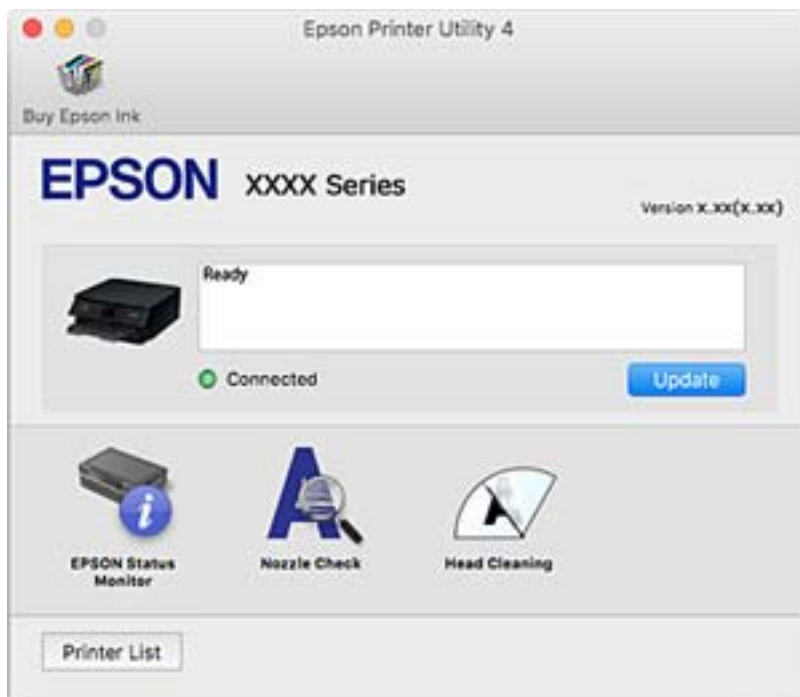 Epson Printer Utility 4
Buy Epson Ink
EPSON XXXX Series
Version X.XX(X.XX)
Ready
Connected
Update
EPSON Status
Monitor
Nozzle Check
Head Cleaning
Printer List